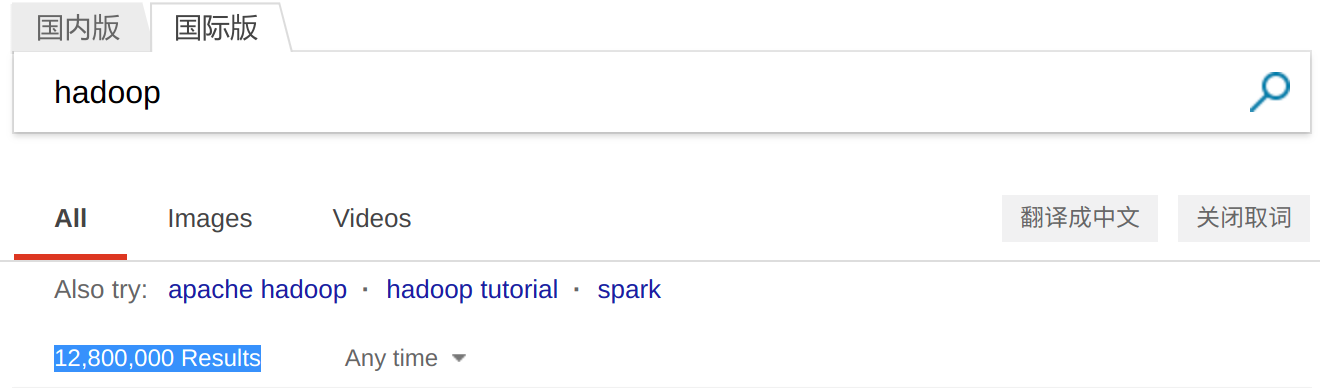 国内版 国际版
hadoop
All Images Videos 翻译成中文 关闭取词
Also try: apache hadoop · hadoop tutorial · spark
12,800,000 Results Any time